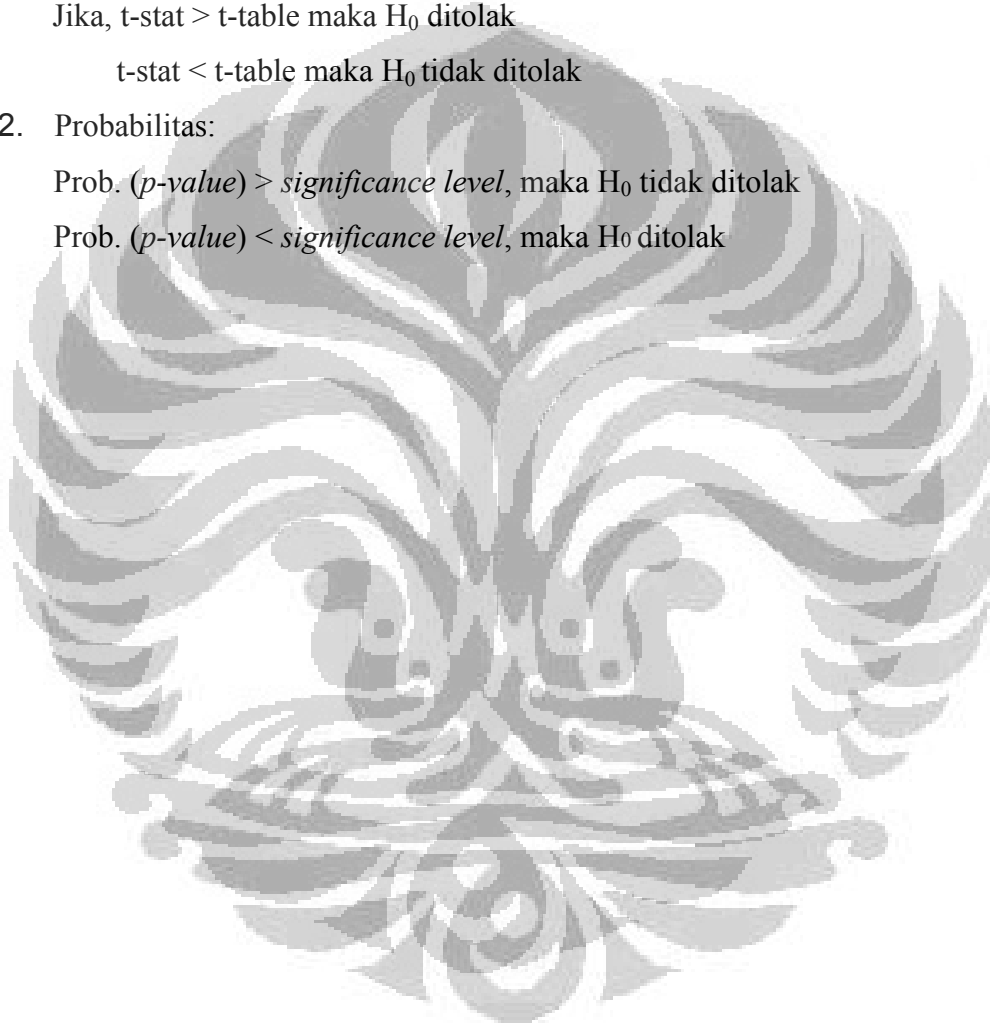 Jika, t-stat > t-table maka H₀ ditolak
t-stat < t-table maka H₀ tidak ditolak
2. Probabilitas:
Prob. (p-value) > significance level, maka H₀ tidak ditolak
Prob. (p-value) < significance level, maka H₀ ditolak